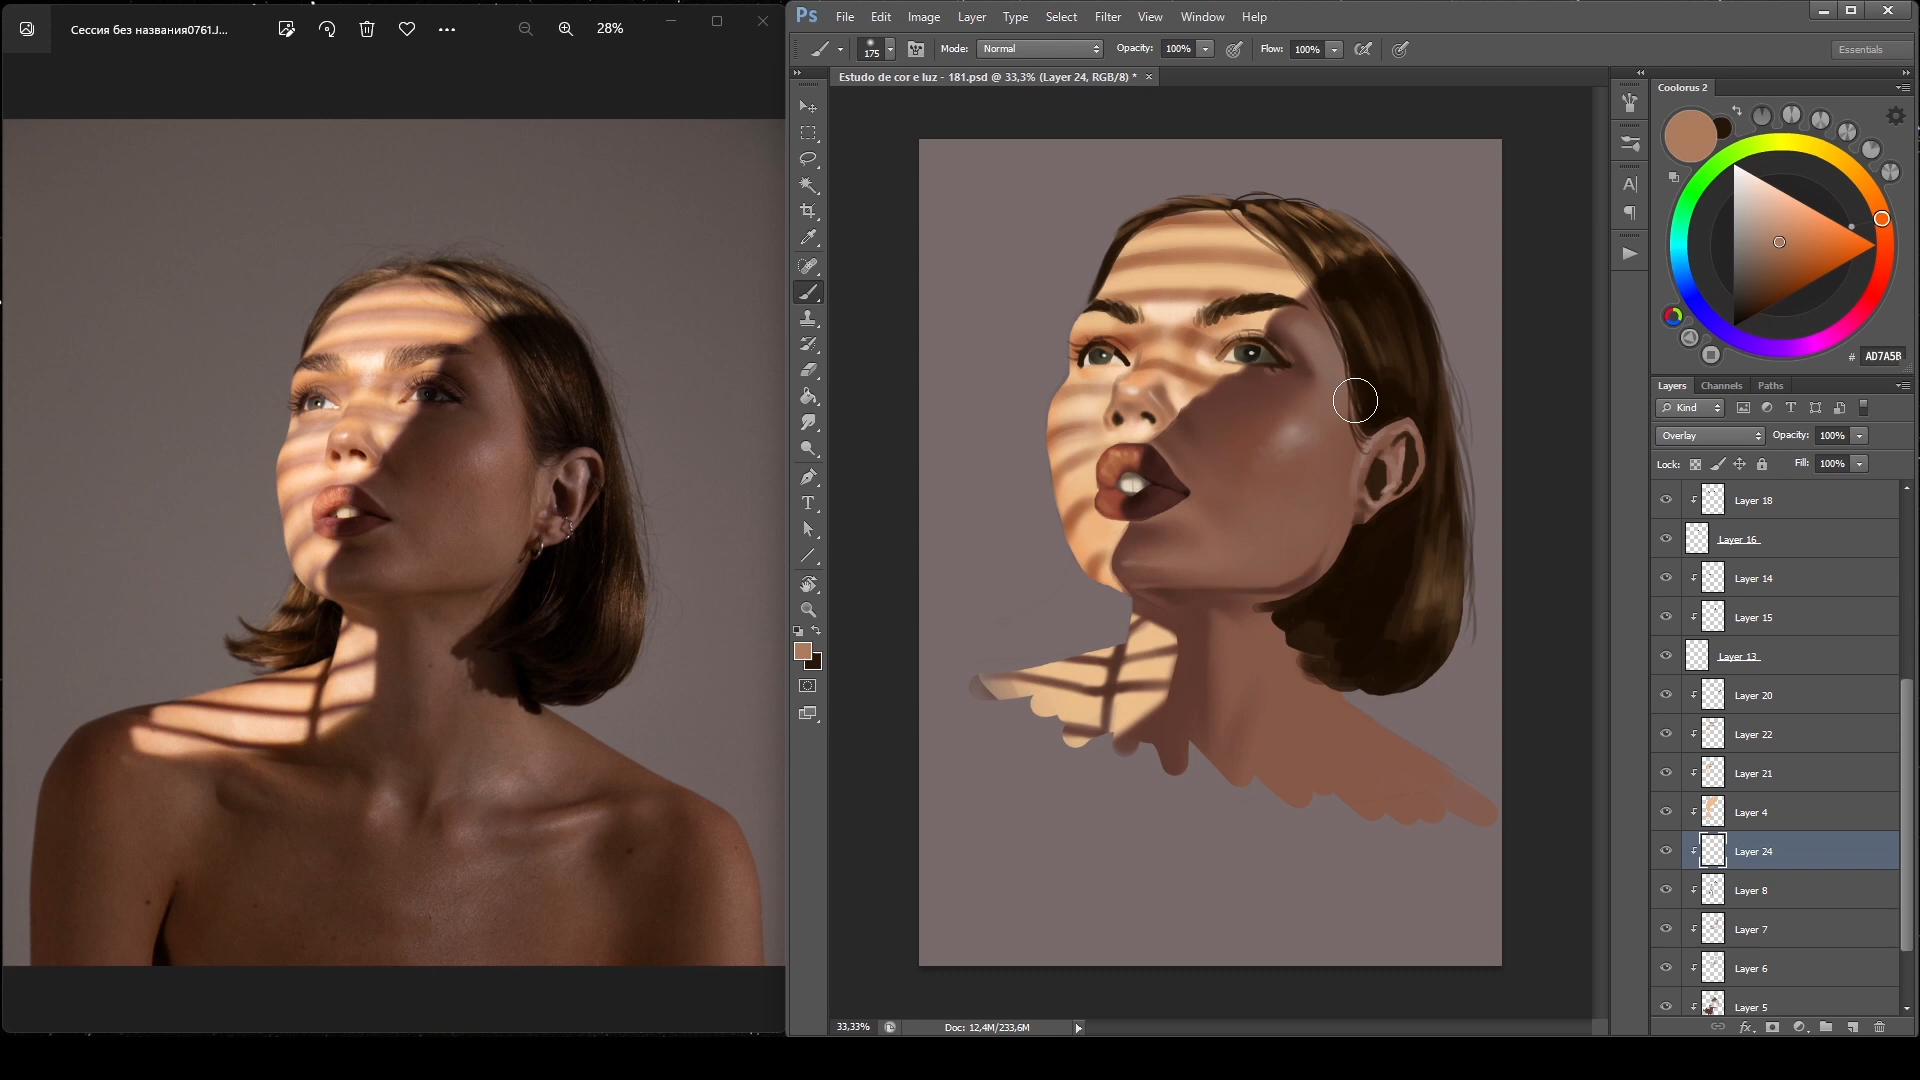 Сессия без названия0761.J...
28%
Ps
File Edit Image Layer Type Select Filter View Window Help
175
Mode: Normal
Opacity: 100%
Flow: 100%
Essentials
Estudo de cor e luz - 181.psd @ 33,3% (Layer 24, RGB/8) * ×
Coolorus 2
# AD7A5B
Layers Channels Paths
Kind
Overlay
Opacity: 100%
Lock:
Fill: 100%
Layer 18
Layer 16
Layer 14
Layer 15
Layer 13
Layer 20
Layer 22
Layer 21
Layer 4
Layer 24
Layer 8
Layer 7
Layer 6
Layer 5
33,33%
Doc: 12,4M/233,6M